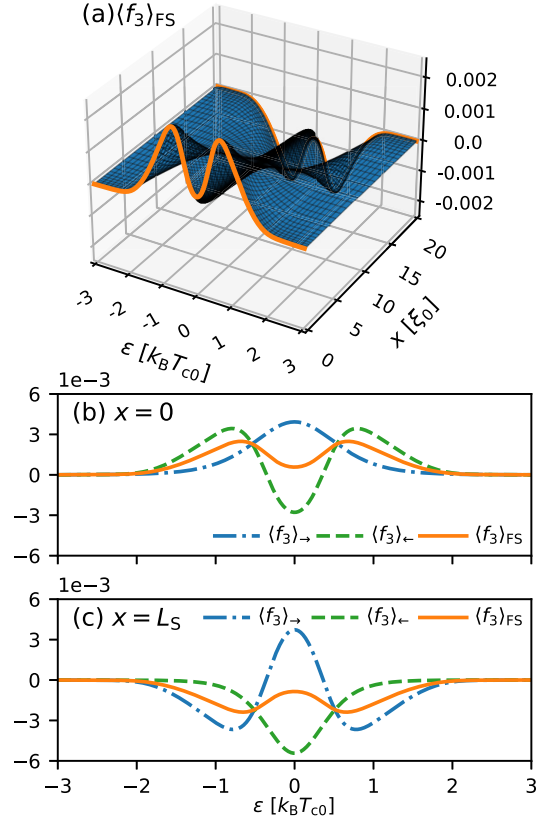 (a)⟨f₃⟩FS
0.002
0.001
0.0
-0.001
-0.002
-3
-2
-1
0
1
2
3
ε [kBTc0]
0
5
10
15
20
x [ξ0]
1e−3
(b) x = 0
6
3
0
−3
−6
⟨f₃⟩→ ⟨f₃⟩← ⟨f₃⟩FS
1e−3
(c) x = LS
⟨f₃⟩→ ⟨f₃⟩← ⟨f₃⟩FS
6
3
0
−3
−6
−3 −2 −1 0 1 2 3
ε [kBTc0]